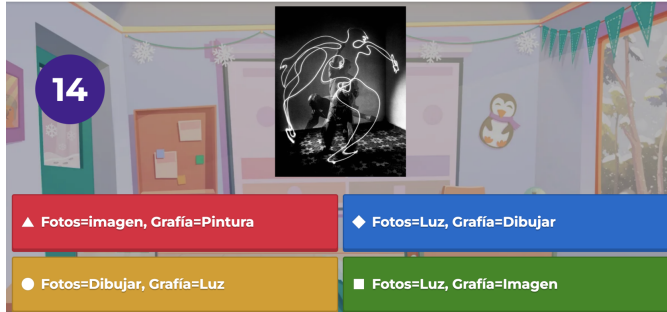 14
Fotos=imagen, Grafía=Pintura
Fotos=Luz, Grafía=Dibujar
Fotos=Dibujar, Grafía=Luz
Fotos=Luz, Grafía=Imagen